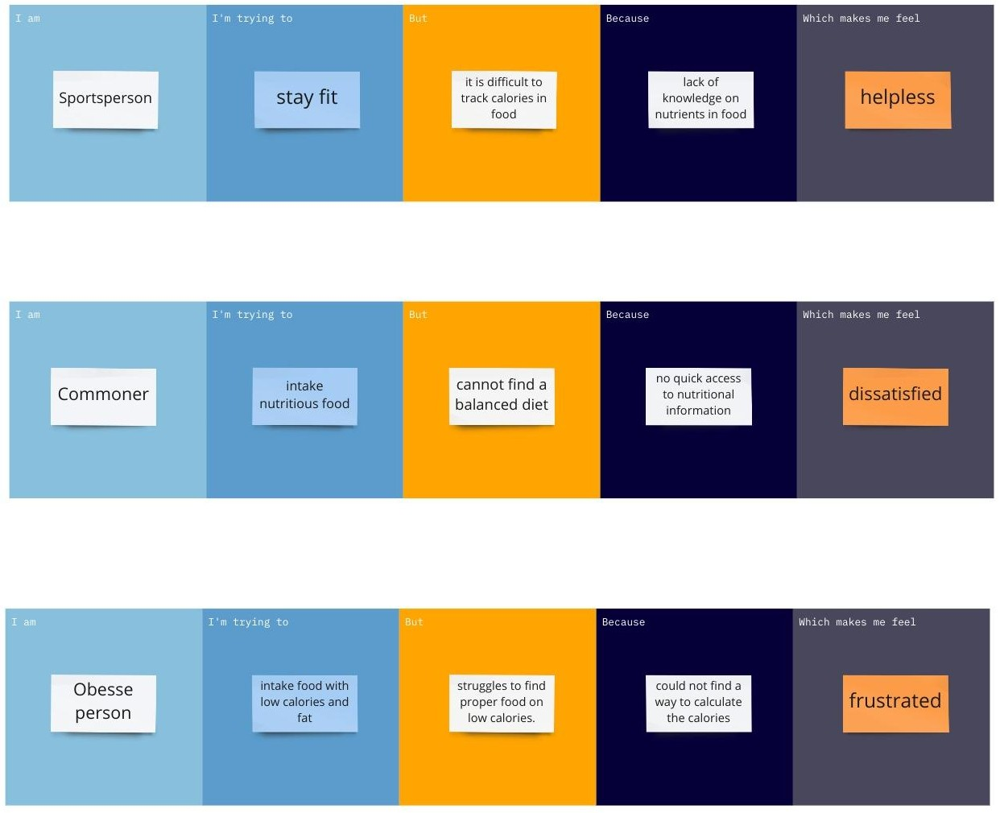 I am
I'm trying to
But
Because
Which makes me feel
Sportsperson
stay fit
it is difficult to
track calories in
food
lack of
knowledge on
nutrients in food
helpless
I am
I'm trying to
But
Because
Which makes me feel
Commoner
intake
nutritious food
cannot find a
balanced diet
no quick access
to nutritional
information
dissatisfied
I am
I'm trying to
But
Because
Which makes me feel
Obesse
person
intake food with
low calories and
fat
struggles to find
proper food on
low calories.
could not find a
way to calculate
the calories
frustrated